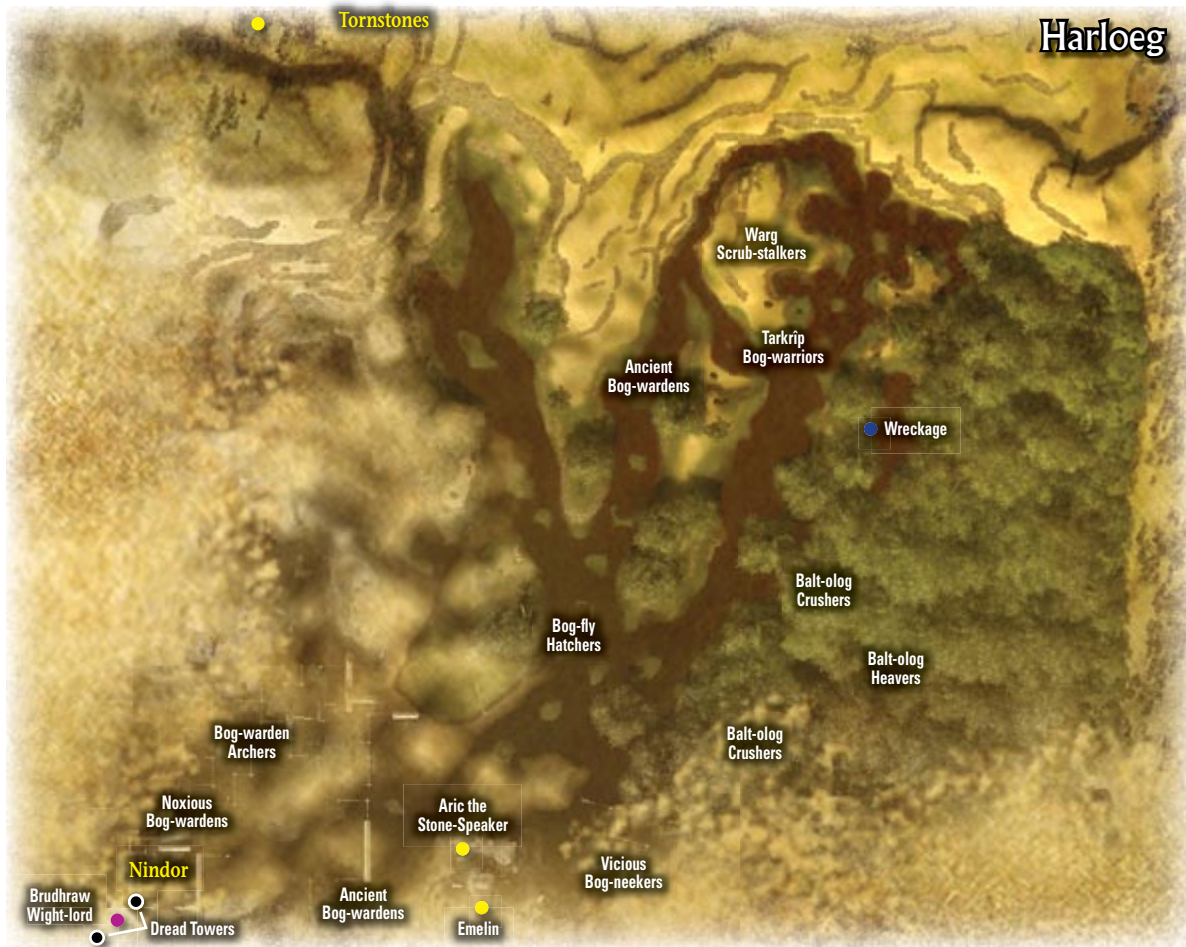 Tornstones
Harloeg
Warg
Scrub-stalkers
Tarkrîp
Bog-warriors
Ancient
Bog-wardens
Wreckage
Balt-olog
Crushers
Bog-fly
Hatchers
Balt-olog
Heavers
Bog-warden
Archers
Balt-olog
Crushers
Noxious
Bog-wardens
Aric the
Stone-Speaker
Nindor
Vicious
Bog-neekers
Brudhraw
Wight-lord
Ancient
Bog-wardens
Dread Towers
Emelin